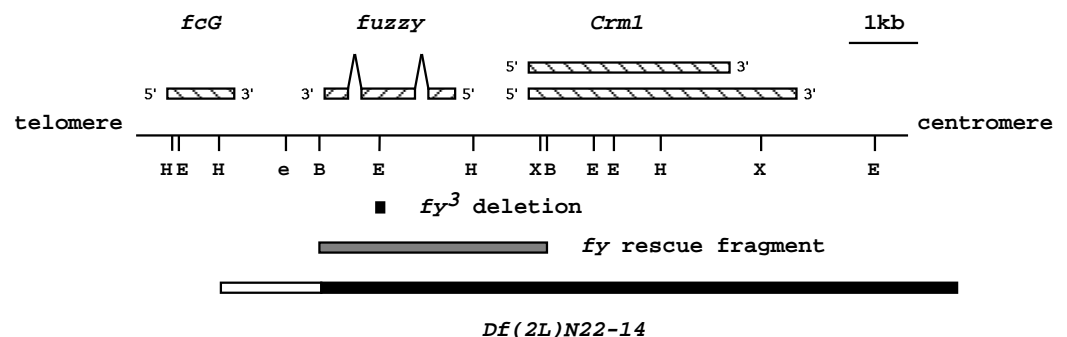 fcG fuzzy Crm1 1kb
5' 3'
5' 3' 3' 5' 5' 3'
telomere centromere
H E H e B E H X B E E H X E
fy3 deletion
fy rescue fragment
Df(2L)N22-14